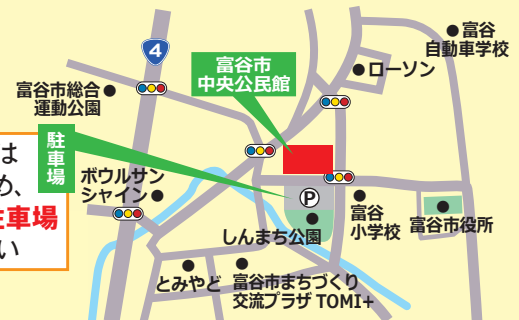 4
富谷
自動車学校
富谷市
中央公民館
ローソン
富谷市総合
運動公園
駐車場
は
め、
駐車場
い
ボウルサン
シャイン
P
しんまち公園
富谷
小学校
富谷市役所
とみやど
富谷市まちづくり
交流プラザ TOMI+